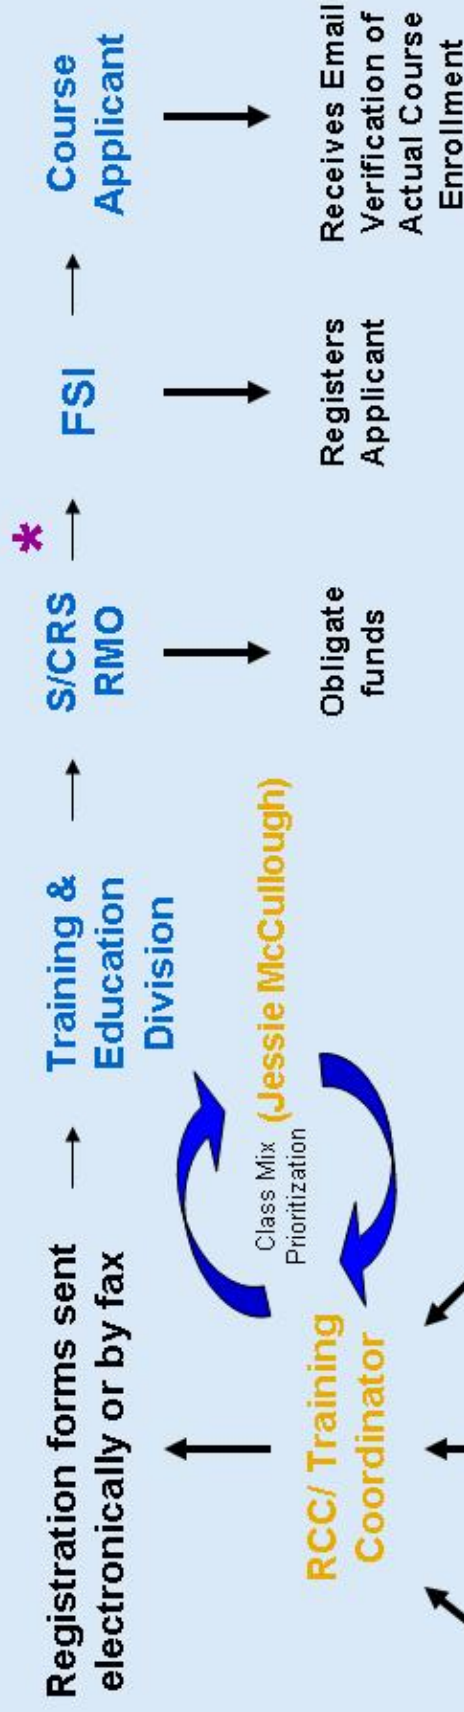 Registration forms sent
electronically or by fax
Training &
Education
Division
*
S/CRS
RMO
FSI
Course
Applicant
RCC/ Training
Coordinator
Class Mix
Prioritization
(Jessie McCullough)
Obligate
funds
Registers
Applicant
Receives Email
Verification of
Actual Course
Enrollment